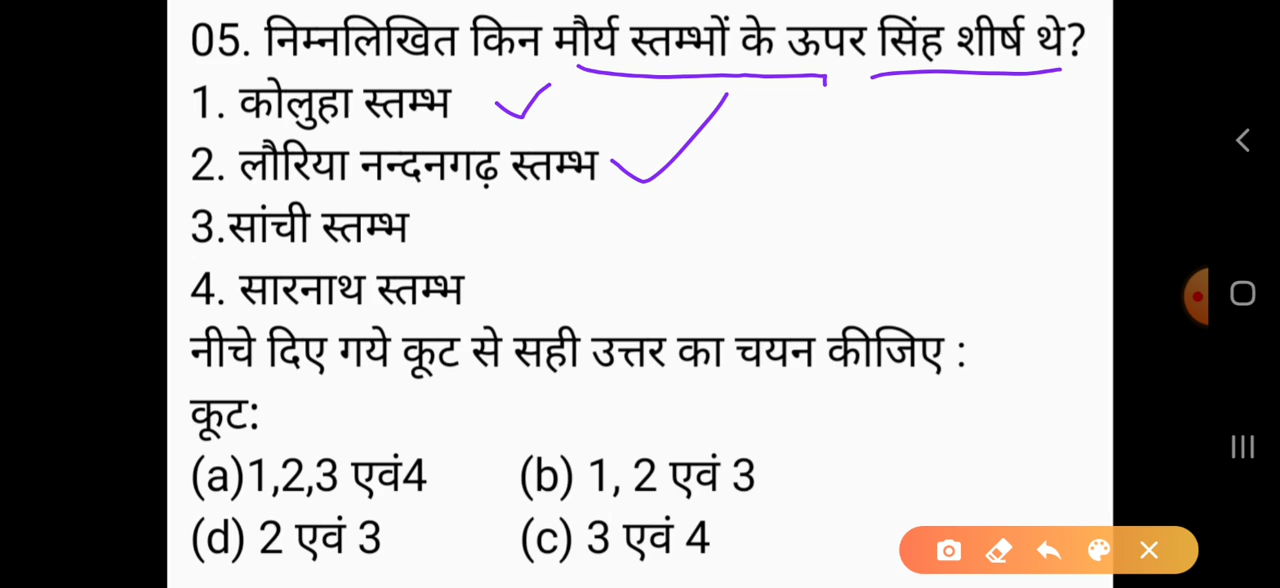 05. निम्नलिखित किन मौर्य स्तम्भों के ऊपर सिंह शीर्ष थे?
1. कोलुहा स्तम्भ
2. लौरिया नन्दनगढ़ स्तम्भ
3.सांची स्तम्भ
4. सारनाथ स्तम्भ
नीचे दिए गये कूट से सही उत्तर का चयन कीजिए :
कूट:
(a)1,2,3 एवं4 (b) 1, 2 एवं 3
(d) 2 एवं 3 (c) 3 एवं 4